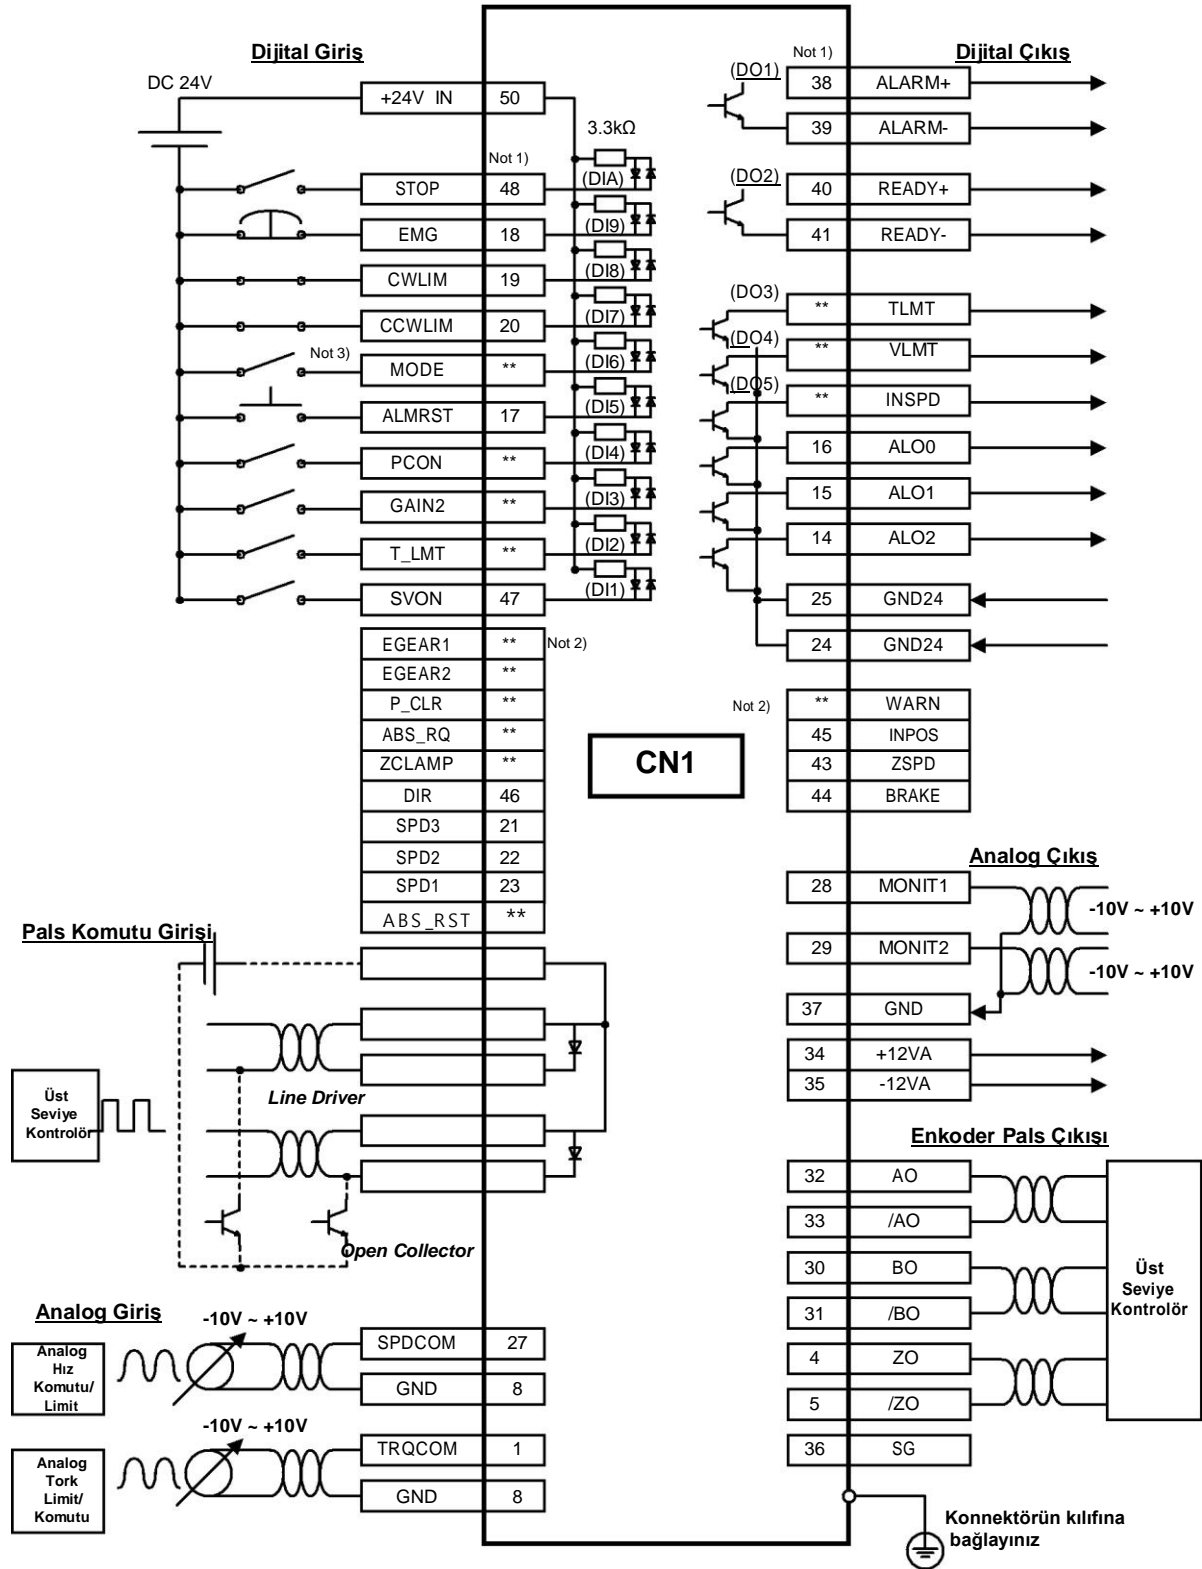 Dijital Giriş
DC 24V
+24V IN 50
3.3kΩ
Not 1)
STOP 48 (DIA)
EMG 18 (DI9)
CWLIM 19 (DI8)
CCWLIM 20 (DI7)
Not 3)
MODE ** (DI6)
ALMRST 17 (DI5)
PCON ** (DI4)
GAIN2 ** (DI3)
T_LMT ** (DI2)
SVON 47 (DI1)
EGEAR1 ** Not 2)
EGEAR2 **
P_CLR **
ABS_RQ **
ZCLAMP **
DIR 46
SPD3 21
SPD2 22
SPD1 23
ABS_RST **
Pals Komutu Girişi
Üst
Seviye
Kontrolör
Line Driver
Open Collector
Analog Giriş
-10V ~ +10V
Analog
Hız
Komutu/
Limit
SPDCOM 27
GND 8
-10V ~ +10V
Analog
Tork
Limit/
Komutu
TRQCOM 1
GND 8
CN1
Not 1)
Dijital Çıkış
(DO1) 38 ALARM+
39 ALARM-
(DO2) 40 READY+
41 READY-
(DO3) ** TLMT
(DO4) ** VLMT
(DO5) ** INSPD
16 ALO0
15 ALO1
14 ALO2
25 GND24
24 GND24
Not 2) ** WARN
45 INPOS
43 ZSPD
44 BRAKE
Analog Çıkış
28 MONIT1
-10V ~ +10V
29 MONIT2
-10V ~ +10V
37 GND
34 +12VA
35 -12VA
Enkoder Pals Çıkışı
32 AO
33 /AO
30 BO
31 /BO
4 ZO
5 /ZO
36 SG
Üst
Seviye
Kontrolör
Konnektörün kılıfına
bağlayınız